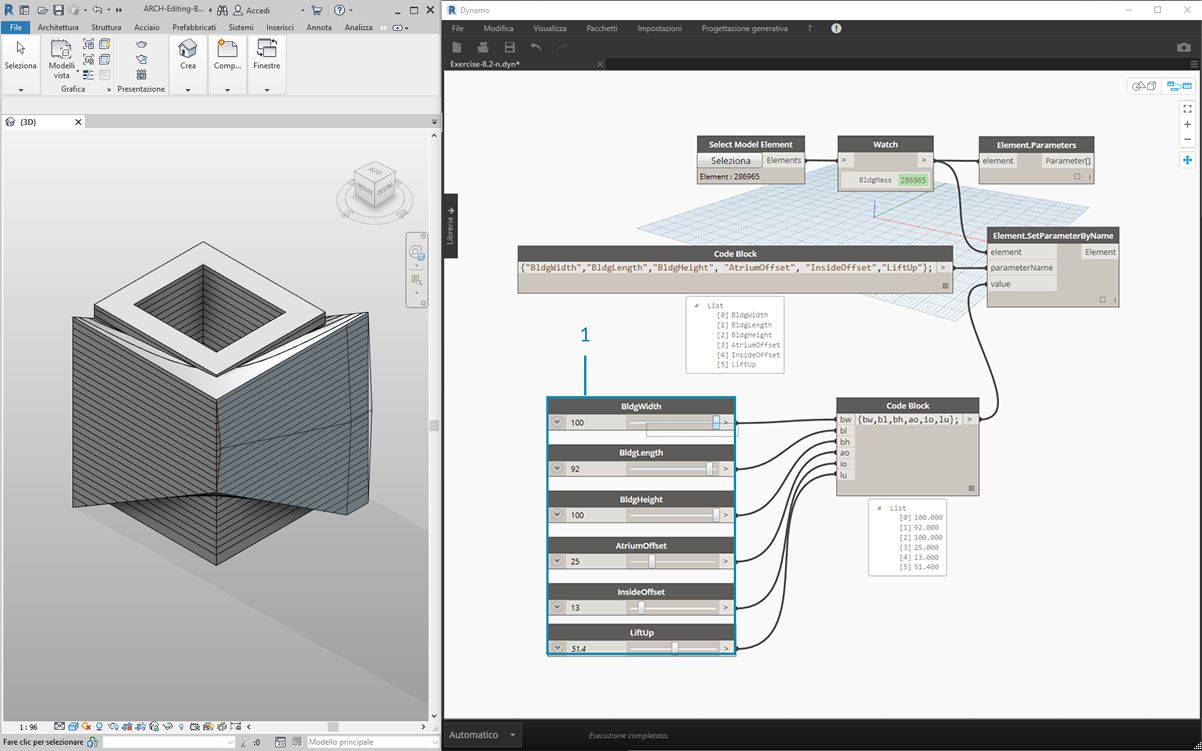 ARCH-Editing-B...
Accedi
File Architettura Struttura Acciaio Prefabbricati Sistemi Inserisci Annota Analizza
Seleziona
Modelli
vista
Crea
Comp...
Finestre
Grafica
Presentazione
{3D}
1 : 96
Fare clic per selezionare
:0
Modello principale
Dynamo
File Modifica Visualizza Pacchetti Impostazioni Progettazione generativa ?
Exercise-8.2-n.dyn*
Libreria
Select Model Element
Seleziona Elements
Element : 286965
Watch
> >
BldgMass 286965
Element.Parameters
element Parameter[]
Element.SetParameterByName
element Element
parameterName
value
Code Block
{"BldgWidth","BldgLength","BldgHeight", "AtriumOffset", "InsideOffset","LiftUp"}; >
List
[0] BldgWidth
[1] BldgLength
[2] BldgHeight
[3] AtriumOffset
[4] InsideOffset
[5] LiftUp
1
BldgWidth
100 >
BldgLength
92 >
BldgHeight
100 >
AtriumOffset
25 >
InsideOffset
13 >
LiftUp
51.4 >
Code Block
bw {bw,bl,bh,ao,io,lu}; >
bl
bh
ao
io
lu
List
[0] 100.000
[1] 92.000
[2] 100.000
[3] 25.000
[4] 13.000
[5] 51.400
Automatico
Esecuzione completata.